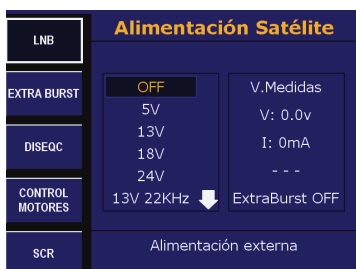 Alimentación Satélite
LNB
EXTRA BURST
DISEQC
CONTROL
MOTORES
SCR
OFF
5V
13V
18V
24V
13V 22KHz
V.Medidas
V: 0.0v
I: 0mA
- - -
ExtraBurst OFF
Alimentación externa